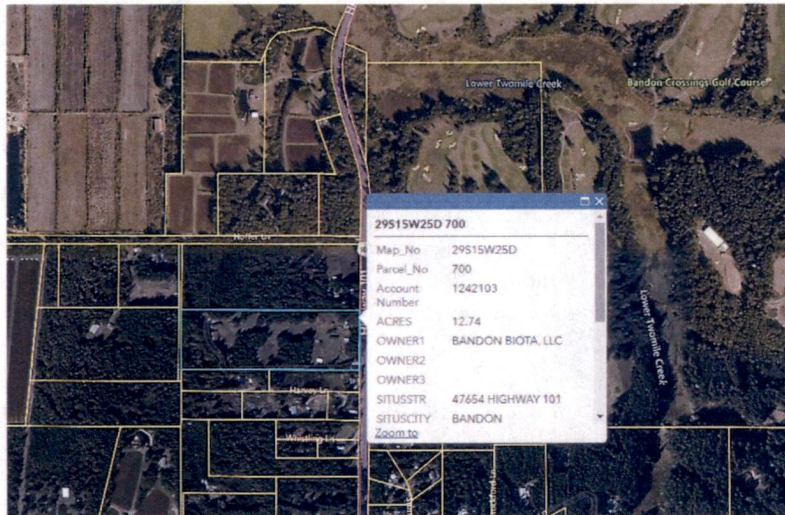 Lower Twomile Creek
Bandon Crossings Golf Course
29S15W25D 700
Map_No 29S15W25D
Parcel_No 700
Account Number 1242103
ACRES 12.74
OWNER1 BANDON BIOTA, LLC
OWNER2
OWNER3
SITUSSTR 47654 HIGHWAY 101
SITUSCITY BANDON
Zoom to
Lower Twomile Creek
Harvey Ln
Whistling Ln